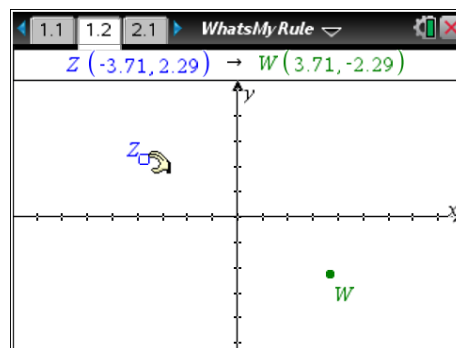 1.1 1.2 2.1 WhatsMyRule
Z (-3.71, 2.29) → W (3.71, -2.29)
y
Z
x
W